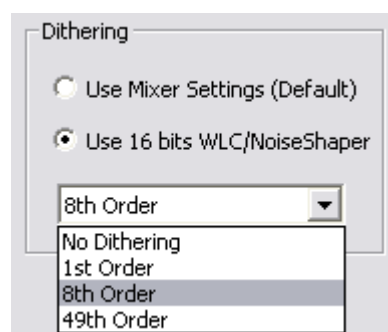 Dithering
Use Mixer Settings (Default)
Use 16 bits WLC/NoiseShaper
8th Order
No Dithering
1st Order
8th Order
49th Order